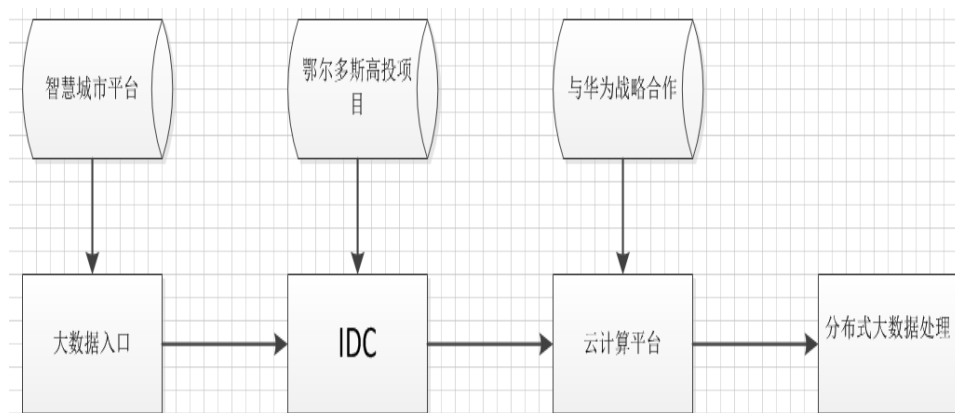 智慧城市平台
鄂尔多斯高投项
目
与华为战略合作
大数据入口
IDC
云计算平台
分布式大数据处理